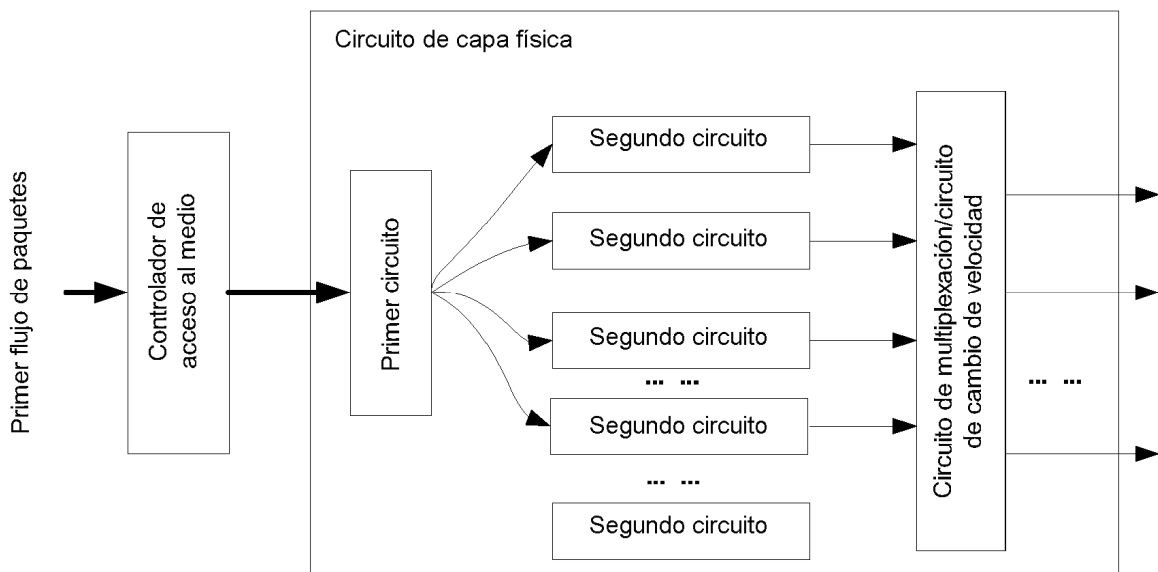 Circuito de capa física
Primer flujo de paquetes
Controlador de
acceso al medio
Primer circuito
Segundo circuito
Segundo circuito
Segundo circuito
... ...
Segundo circuito
... ...
Segundo circuito
Circuito de multiplexación/circuito
de cambio de velocidad
... ...